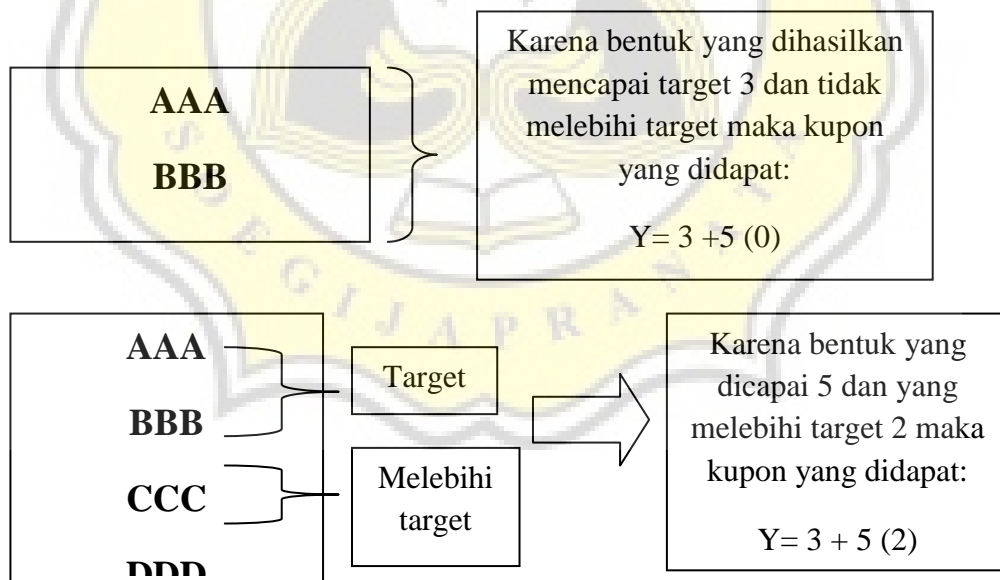 AAA
BBB
Karena bentuk yang dihasilkan
mencapai target 3 dan tidak
melebihi target maka kupon
yang didapat:
Y= 3 +5 (0)
AAA
BBB
CCC
DDD
Target
Melebihi
target
Karena bentuk yang
dicapai 5 dan yang
melebihi target 2 maka
kupon yang didapat:
Y= 3 + 5 (2)
SOEGIJAPRANATA